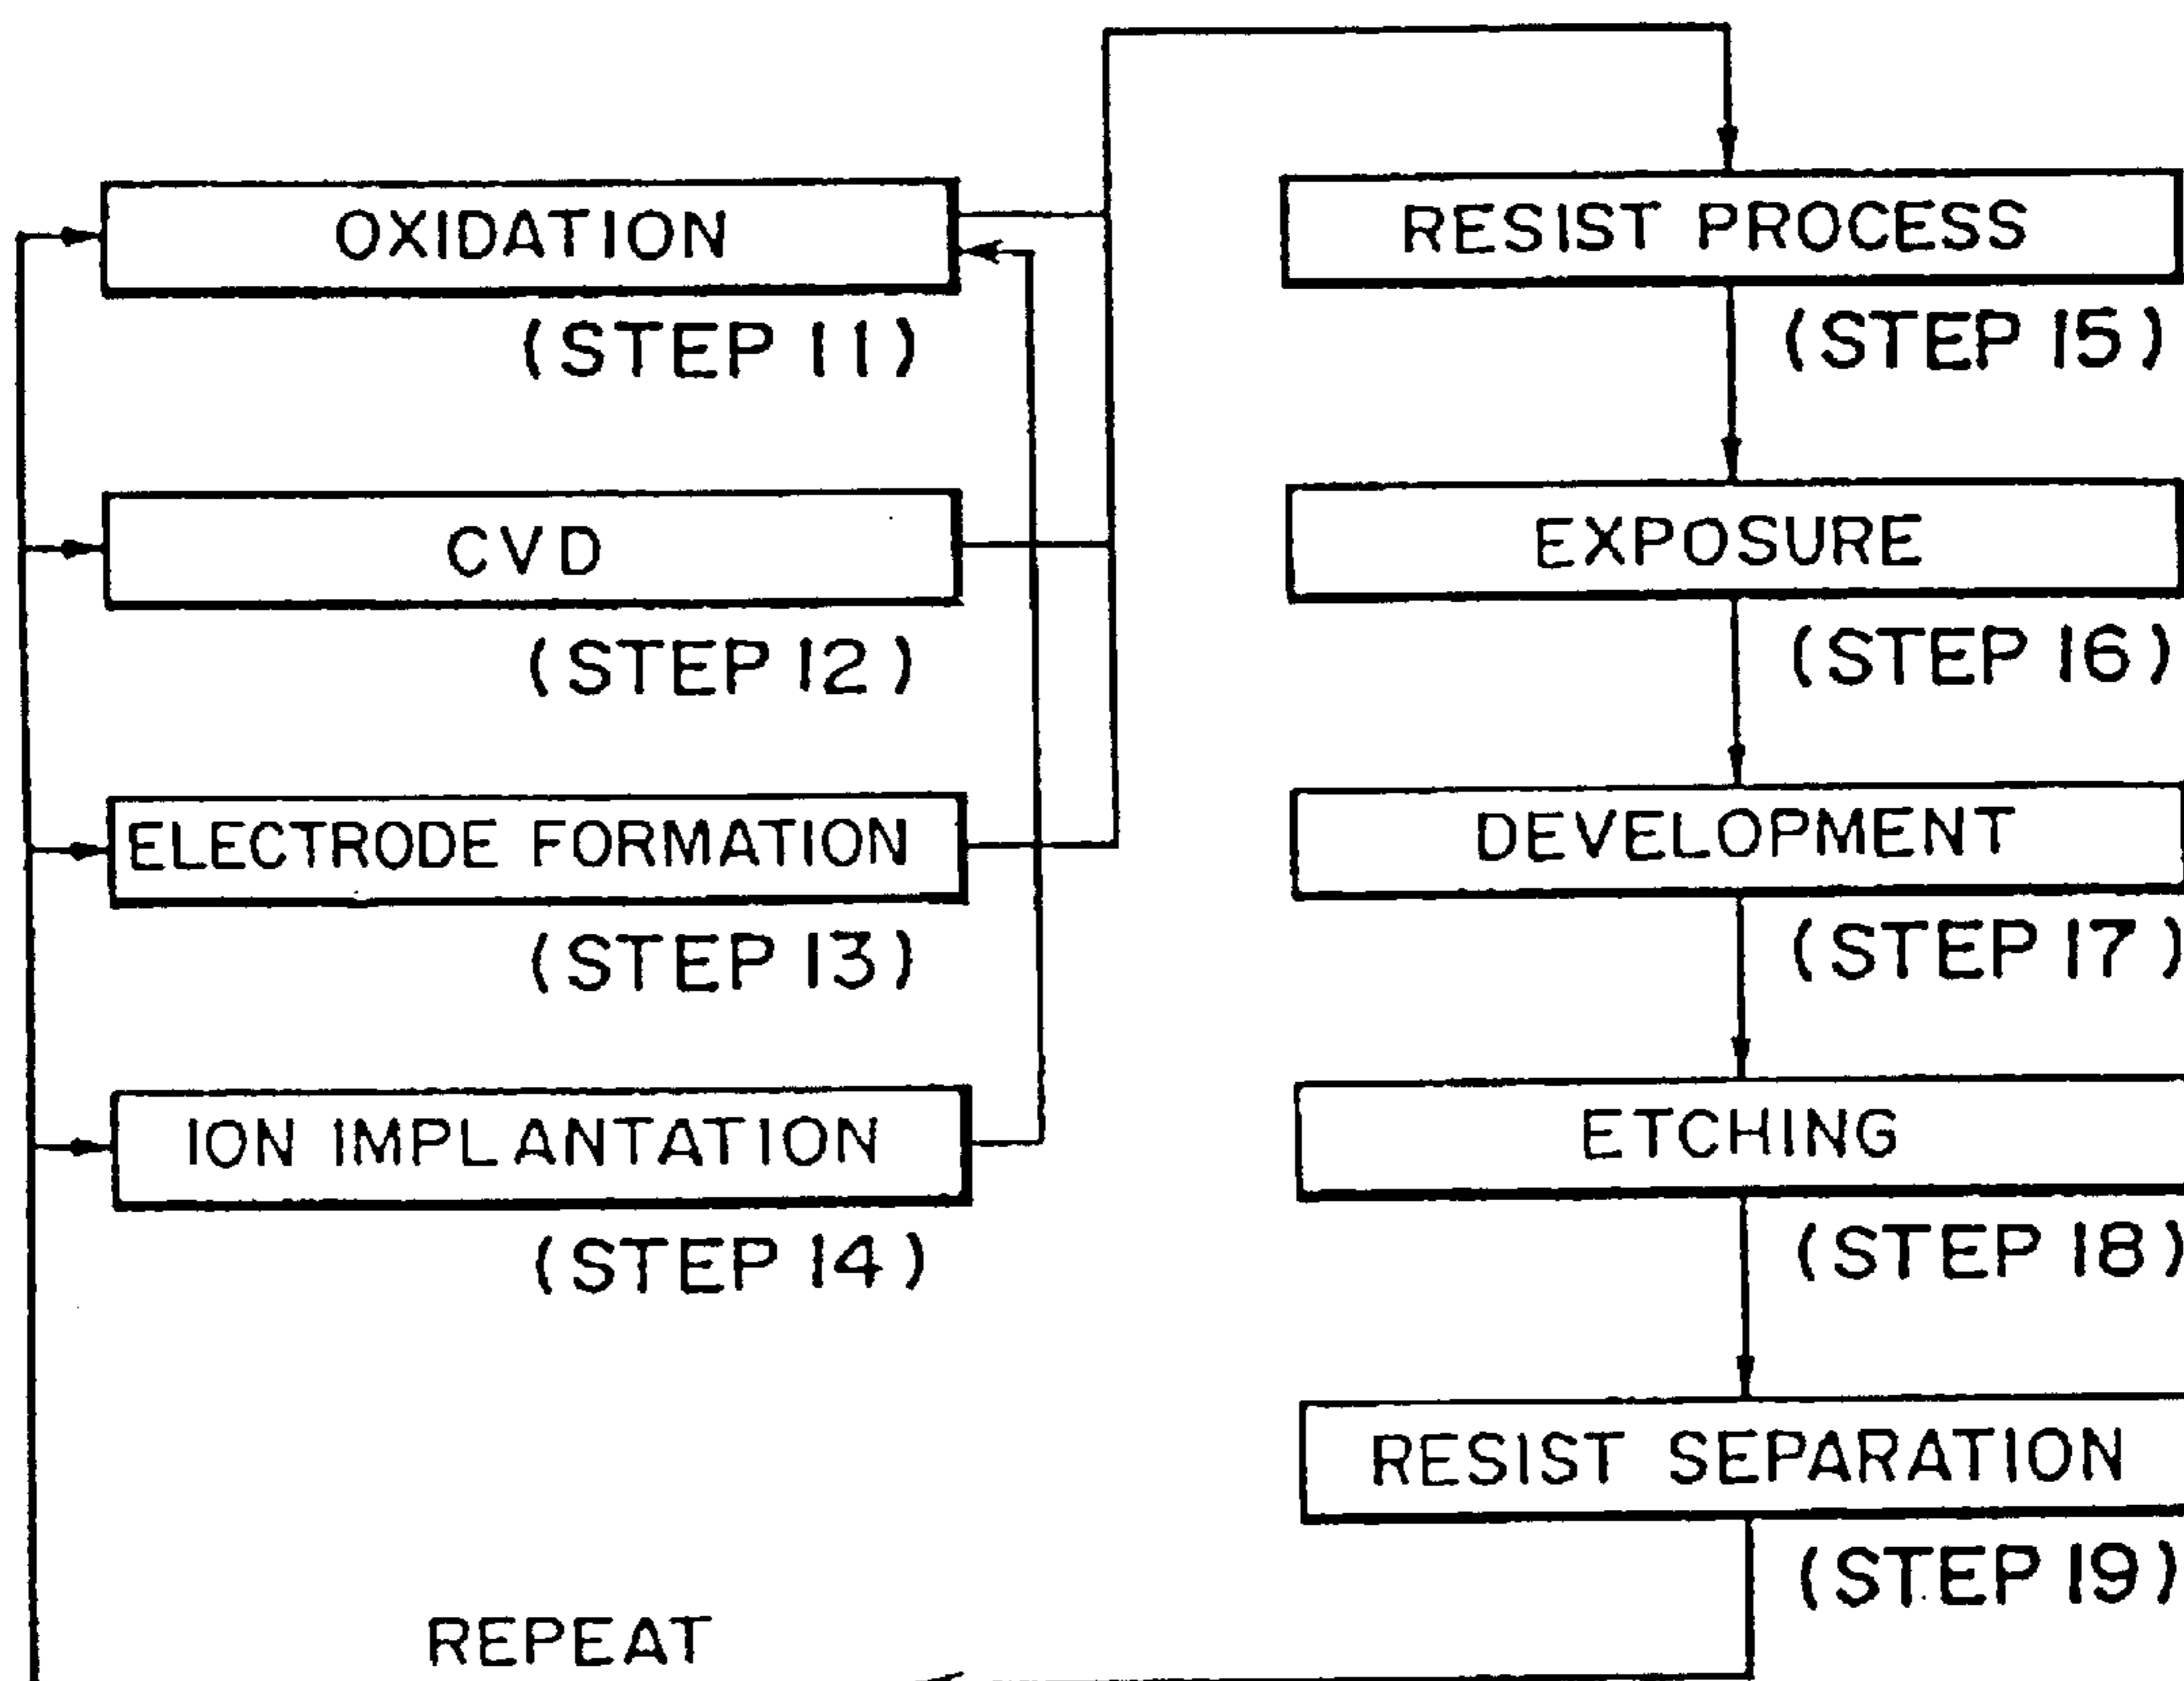 OXIDATION
(STEP 11)
CVD
(STEP 12)
ELECTRODE FORMATION
(STEP 13)
ION IMPLANTATION
(STEP 14)
REPEAT
RESIST PROCESS
(STEP 15)
EXPOSURE
(STEP 16)
DEVELOPMENT
(STEP 17)
ETCHING
(STEP 18)
RESIST SEPARATION
(STEP 19)